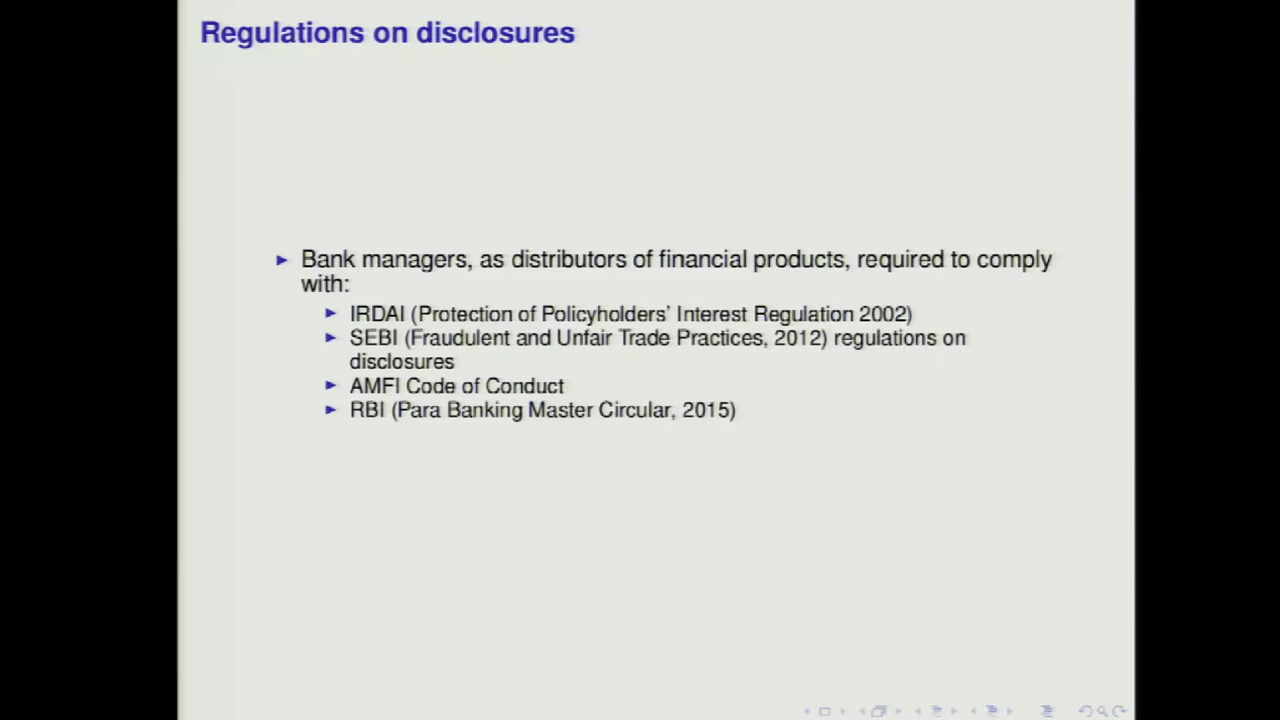 Regulations on disclosures
Bank managers, as distributors of financial products, required to comply
with:
IRDAI (Protection of Policyholders' Interest Regulation 2002)
SEBI (Fraudulent and Unfair Trade Practices, 2012) regulations on
disclosures
AMFI Code of Conduct
RBI (Para Banking Master Circular, 2015)